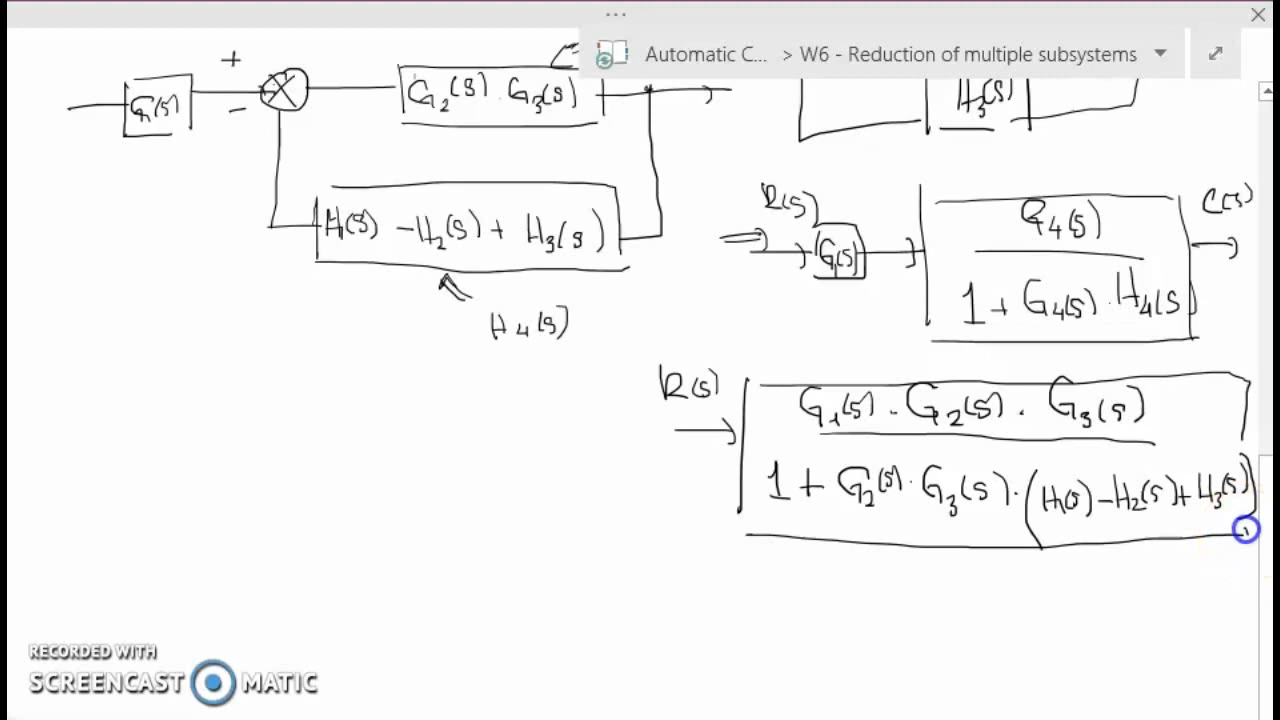 Automatic C... > W6 - Reduction of multiple subsystems
+
-
G1(s)
G2(s) . G3(s)
H1(s) - H2(s) + H3(s)
H4(s)
H3(s)
R(s)
G1(s)
G4(s)
1 + G4(s) . H4(s)
C(s)
R(s)
G1(s) . G2(s) . G3(s)
1 + G2(s) . G3(s) . (H1(s) - H2(s) + H3(s))
RECORDED WITH
SCREENCAST MATIC